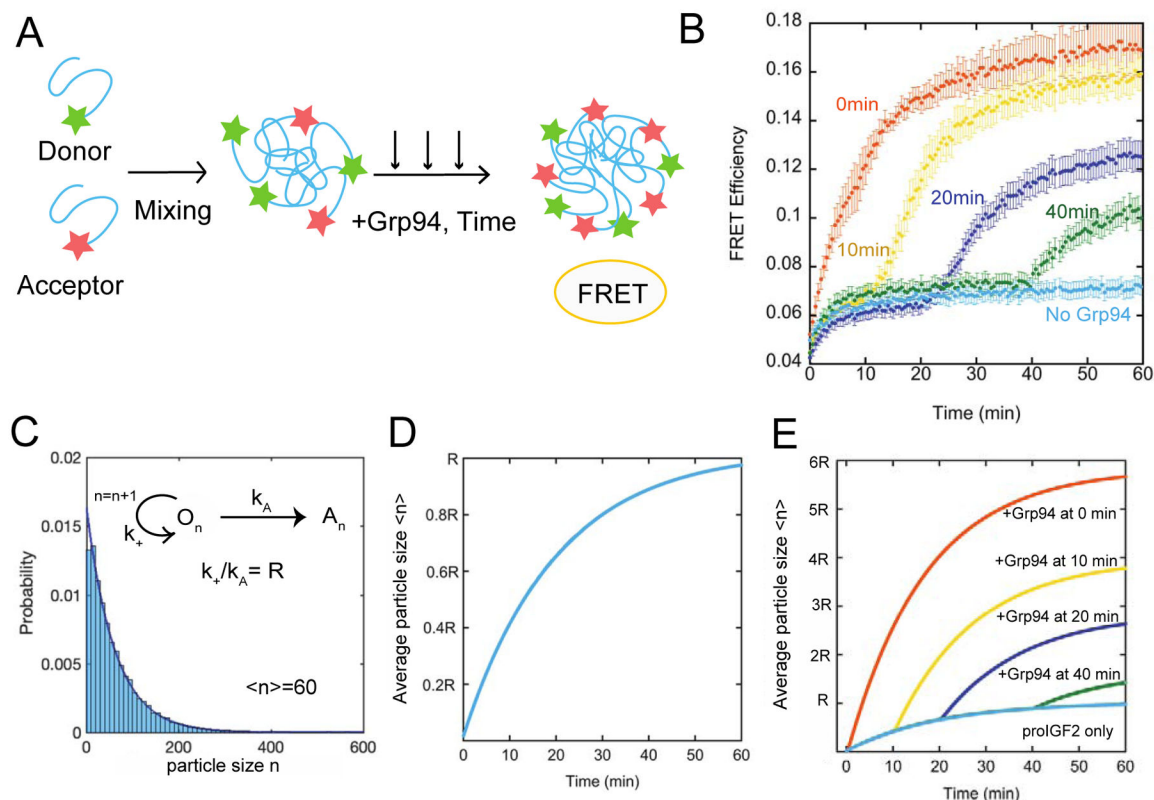 A
Donor
Acceptor
Mixing
+Grp94, Time
FRET
B
0.18
0.16
0.14
0.12
0.1
0.08
0.06
0.04
FRET Efficiency
0min
10min
20min
40min
No Grp94
0
10
20
30
40
50
60
Time (min)
C
0.02
0.015
0.01
0.005
0
Probability
n=n+1
k+
On
kA
An
k+/kA= R
<n>=60
0
200
400
600
particle size n
D
R
0.8R
0.6R
0.4R
0.2R
Average particle size <n>
0
10
20
30
40
50
60
Time (min)
E
6R
5R
4R
3R
2R
R
Average particle size <n>
+Grp94 at 0 min
+Grp94 at 10 min
+Grp94 at 20 min
+Grp94 at 40 min
proIGF2 only
0
10
20
30
40
50
60
Time (min)